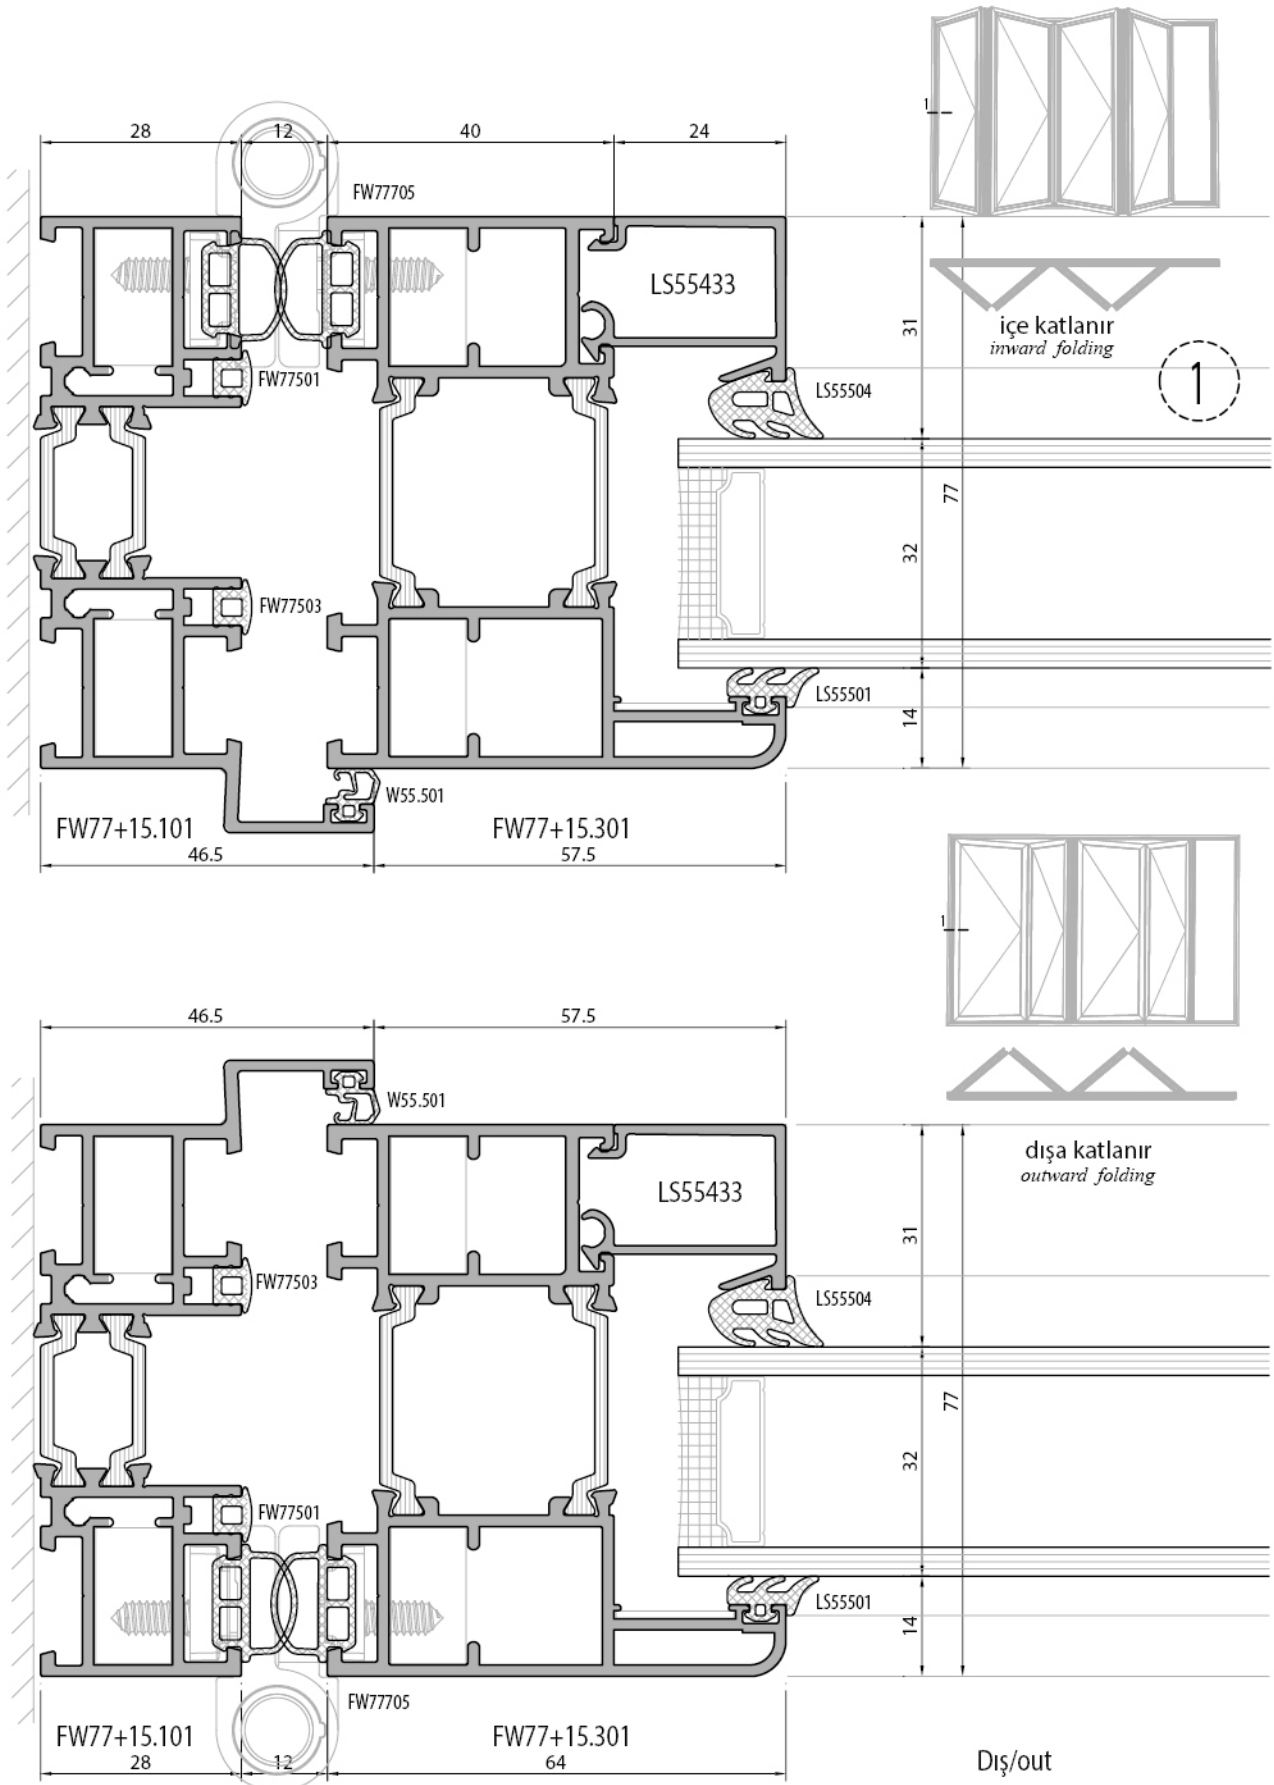 1
28
12
40
24
FW77705
LS55433
31
içe katlanır
inward folding
1
FW77501
LS55504
77
32
FW77503
LS55501
14
W55.501
FW77+15.101
FW77+15.301
46.5
57.5
1
46.5
57.5
W55.501
dışa katlanır
outward folding
LS55433
31
FW77503
LS55504
77
32
FW77501
LS55501
14
FW77705
FW77+15.101
FW77+15.301
28
12
64
Dış/out